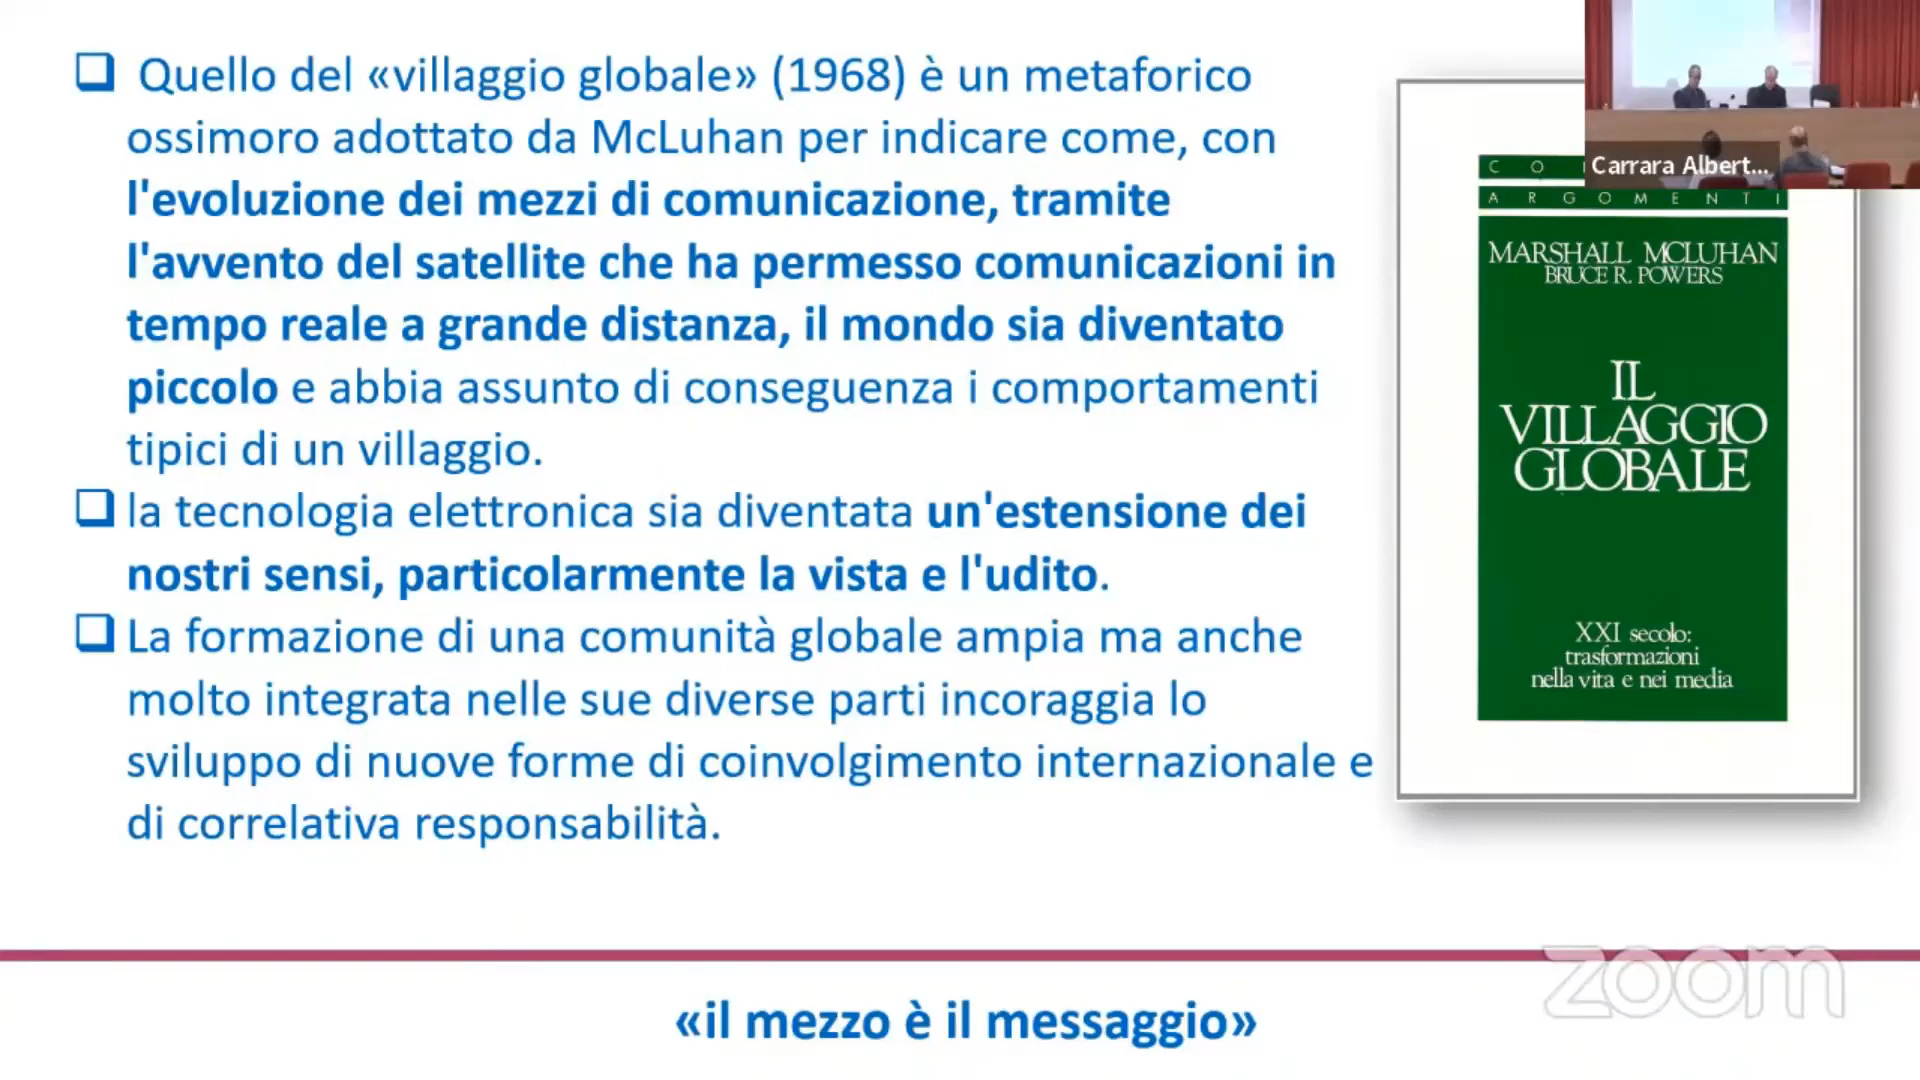 ❑ Quello del «villaggio globale» (1968) è un metaforico
ossimoro adottato da McLuhan per indicare come, con
l'evoluzione dei mezzi di comunicazione, tramite
l'avvento del satellite che ha permesso comunicazioni in
tempo reale a grande distanza, il mondo sia diventato
piccolo e abbia assunto di conseguenza i comportamenti
tipici di un villaggio.
❑ la tecnologia elettronica sia diventata un'estensione dei
nostri sensi, particolarmente la vista e l'udito.
❑ La formazione di una comunità globale ampia ma anche
molto integrata nelle sue diverse parti incoraggia lo
sviluppo di nuove forme di coinvolgimento internazionale e
di correlativa responsabilità.
Carrara Albert...
ARGOMENTI
MARSHALL MCLUHAN
BRUCE R. POWERS
IL
VILLAGGIO
GLOBALE
XXI secolo:
trasformazioni
nella vita e nei media
zoom
«il mezzo è il messaggio»